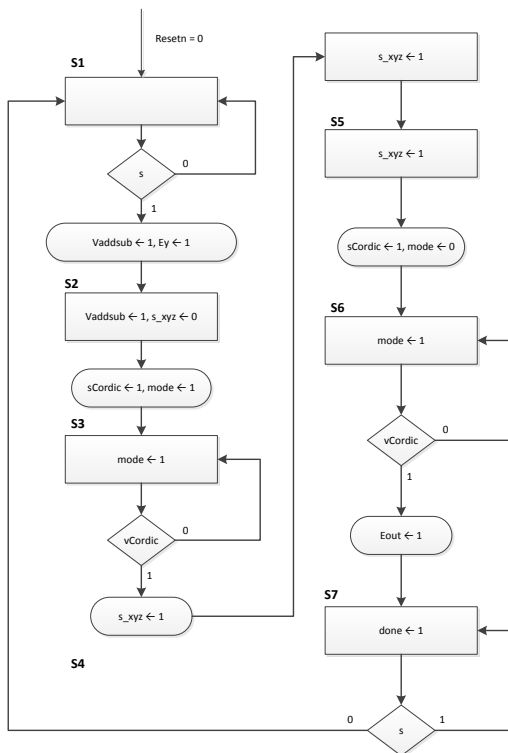 Resetn = 0
S1
s
0
1
Vaddsub ← 1, Ey ← 1
S2
Vaddsub ← 1, s_xyz ← 0
sCordic ← 1, mode ← 1
S3
mode ← 1
vCordic
0
1
s_xyz ← 1
S4
s_xyz ← 1
S5
s_xyz ← 1
sCordic ← 1, mode ← 0
S6
mode ← 1
vCordic
0
1
Eout ← 1
S7
done ← 1
0
s
1